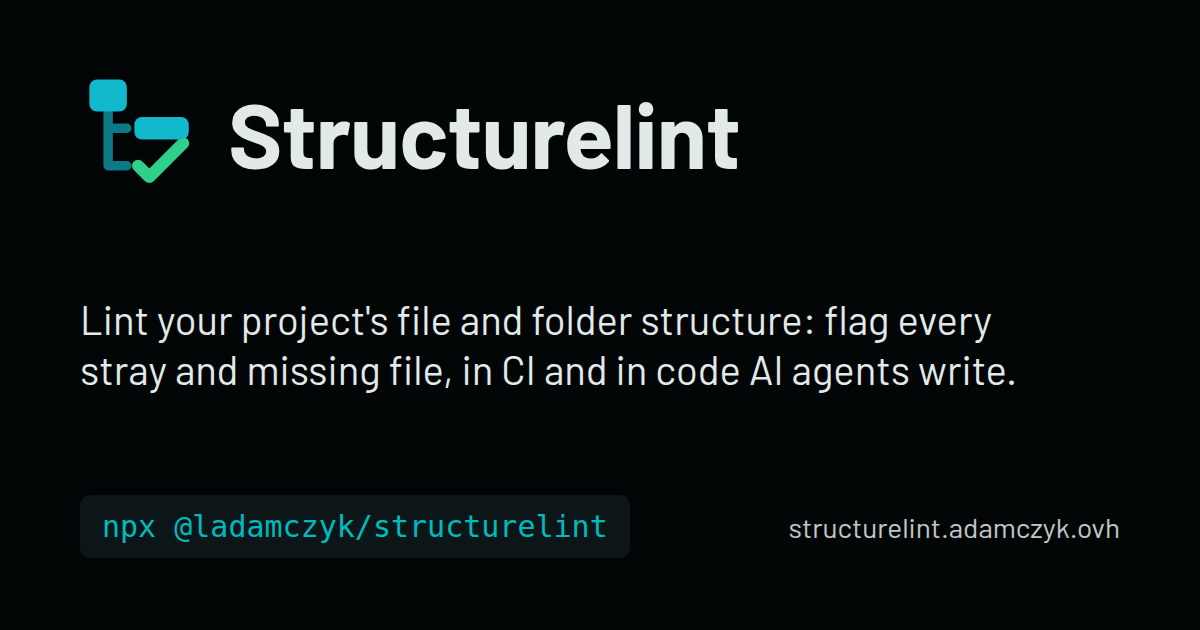 Structurelint
Lint your project's file and folder structure: flag every
stray and missing file, in CI and in code AI agents write.
npx @ladamczyk/structurelint
structurelint.adamczyk.ovh